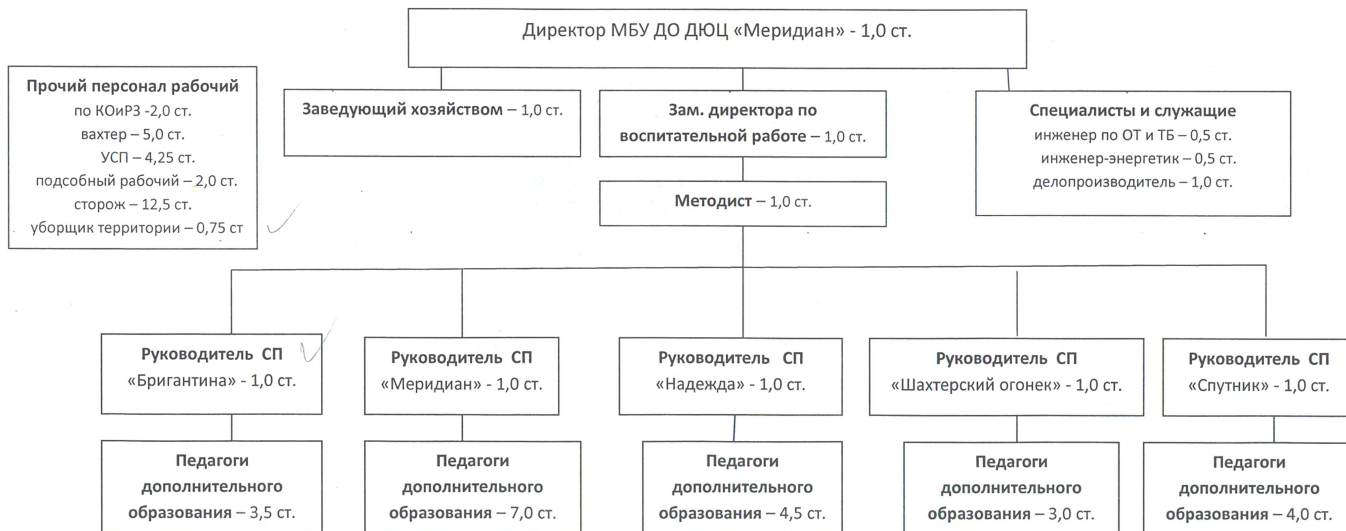 Директор МБУ ДО ДЮЦ «Меридиан» - 1,0 ст.
Прочий персонал рабочий
по КОиРЗ -2,0 ст.
вахтер – 5,0 ст.
УСП – 4,25 ст.
подсобный рабочий – 2,0 ст.
сторож – 12,5 ст.
уборщик территории – 0,75 ст
Заведующий хозяйством – 1,0 ст.
Зам. директора по
воспитательной работе – 1,0 ст.
Специалисты и служащие
инженер по ОТ и ТБ – 0,5 ст.
инженер-энергетик – 0,5 ст.
делопроизводитель – 1,0 ст.
Методист – 1,0 ст.
Руководитель СП
«Бригантина» - 1,0 ст.
Руководитель СП
«Меридиан» - 1,0 ст.
Руководитель СП
«Надежда» - 1,0 ст.
Руководитель СП
«Шахтерский огонек» - 1,0 ст.
Руководитель СП
«Спутник» - 1,0 ст.
Педагоги
дополнительного
образования – 3,5 ст.
Педагоги
дополнительного
образования – 7,0 ст.
Педагоги
дополнительного
образования – 4,5 ст.
Педагоги
дополнительного
образования – 3,0 ст.
Педагоги
дополнительного
образования – 4,0 ст.